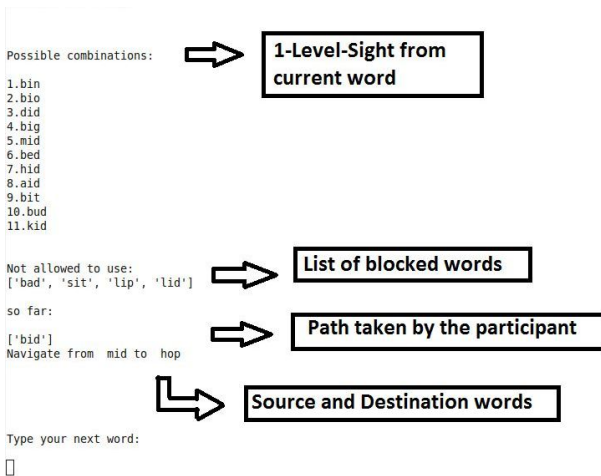 Possible combinations:
1-Level-Sight from
current word
1.bin
2.bio
3.did
4.big
5.mid
6.bed
7.hid
8.aid
9.bit
10.bud
11.kid
Not allowed to use:
['bad', 'sit', 'lip', 'lid']
List of blocked words
so far:
['bid']
Path taken by the participant
Navigate from mid to hop
Source and Destination words
Type your next word: